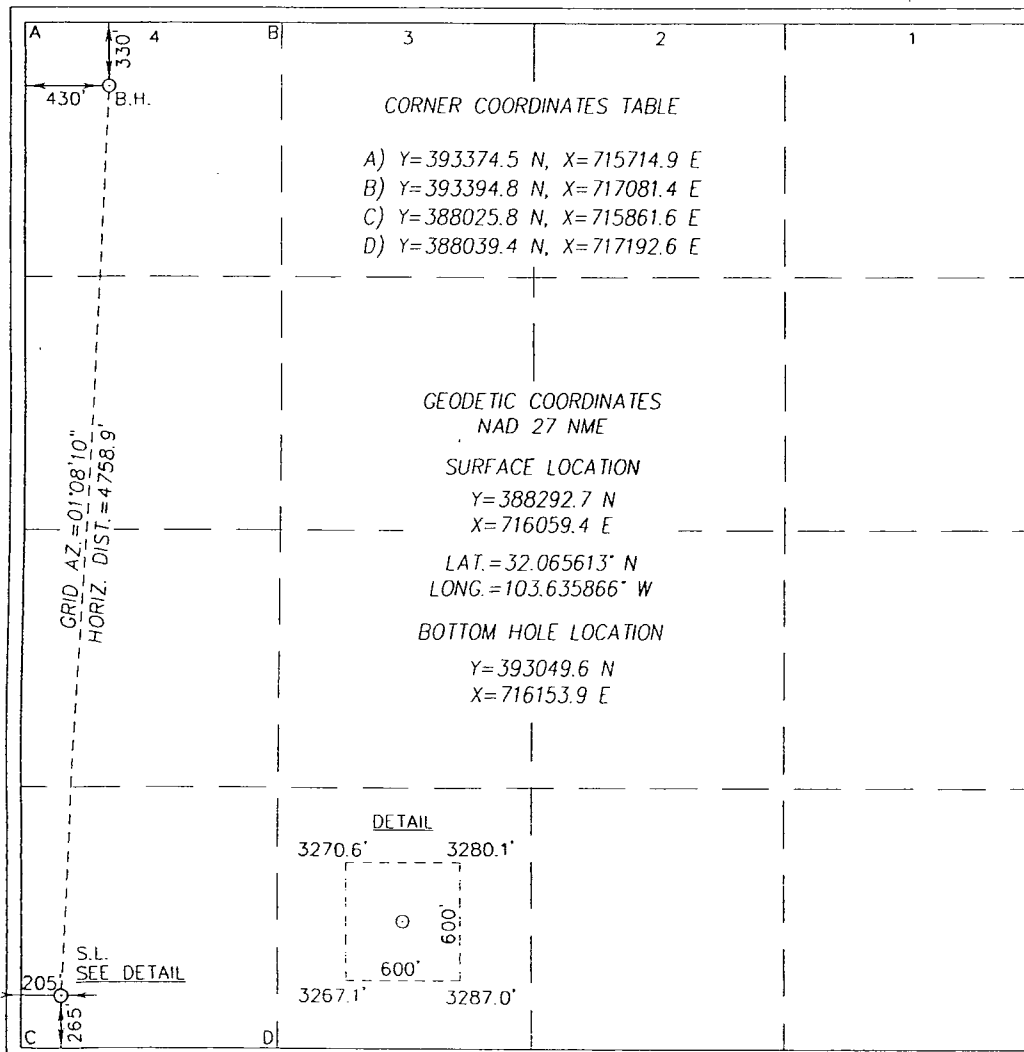 A 4 B 3 2 1
330'
430'
B.H.
CORNER COORDINATES TABLE
A) Y=393374.5 N, X=715714.9 E
B) Y=393394.8 N, X=717081.4 E
C) Y=388025.8 N, X=715861.6 E
D) Y=388039.4 N, X=717192.6 E
GEODETIC COORDINATES
NAD 27 NME
SURFACE LOCATION
Y=388292.7 N
X=716059.4 E
LAT.=32.065613° N
LONG.=103.635866° W
BOTTOM HOLE LOCATION
Y=393049.6 N
X=716153.9 E
GRID AZ.=01°08'10"
HORIZ. DIST.=4758.9'
DETAIL
3270.6' 3280.1'
600'
600'
3267.1' 3287.0'
S.L.
SEE DETAIL
205'
265'
C D